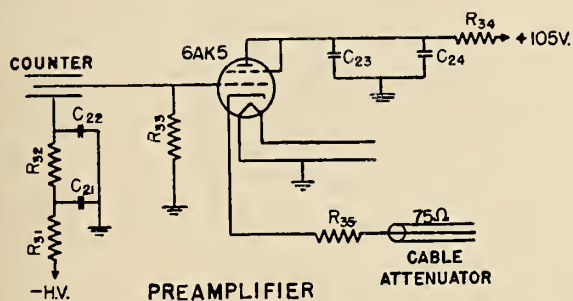 R34
+105V.
6AK5
C23
C24
COUNTER
C22
R33
R32
C21
R31
R35
75Ω
CABLE
ATTENUATOR
-H.V.
PREAMPLIFIER